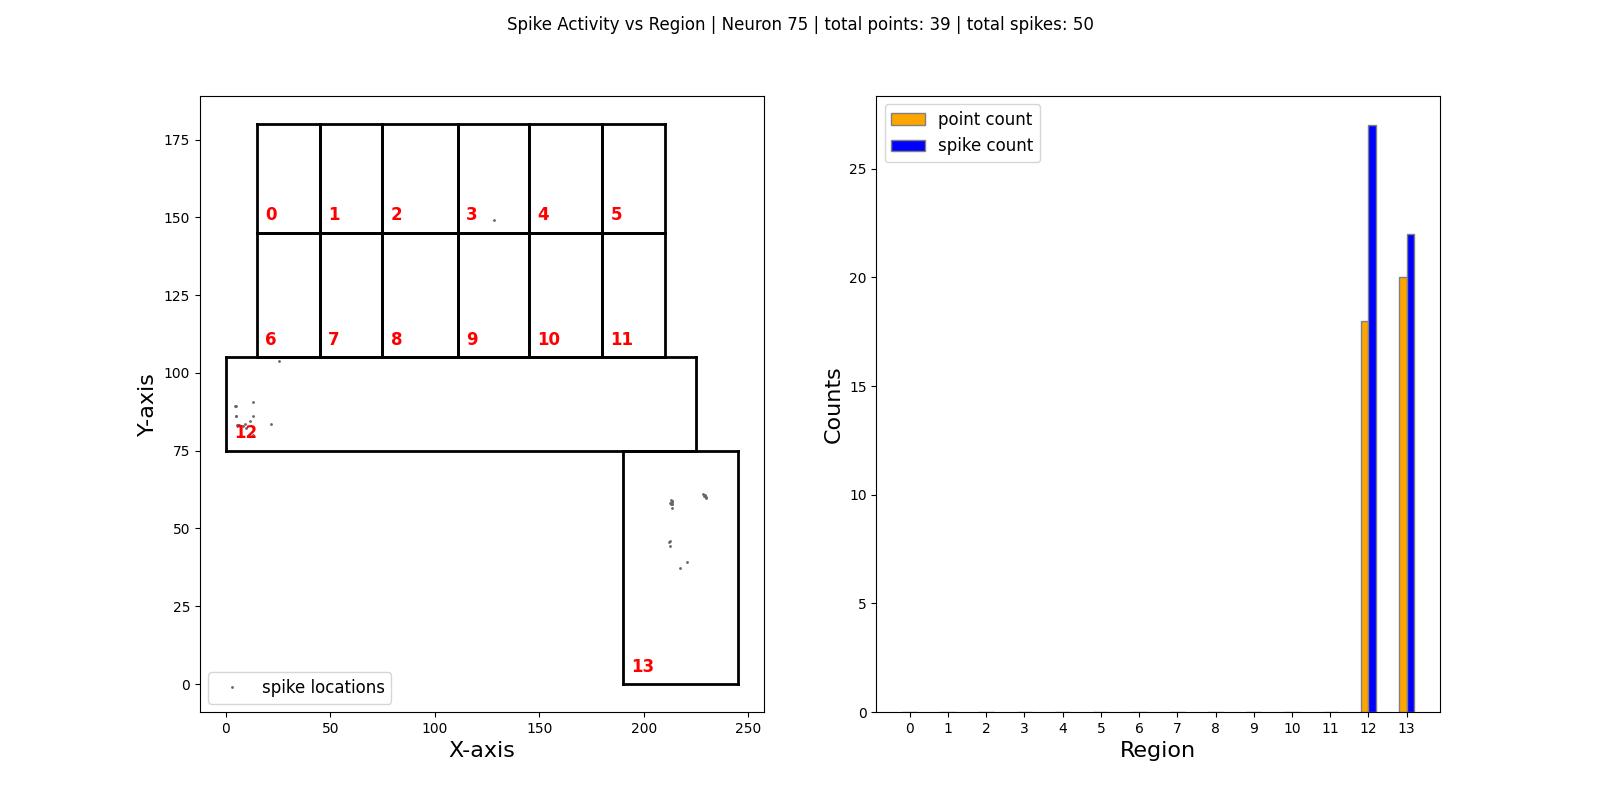 Spike Activity vs Region | Neuron 75 | total points: 39 | total spikes: 50
175
150
125
100
75
50
25
0
Y-axis
0 1 2 3 4 5
6 7 8 9 10 11
12
13
spike locations
0 50 100 150 200 250
X-axis
point count
spike count
25
20
15
10
5
0
Counts
0 1 2 3 4 5 6 7 8 9 10 11 12 13
Region